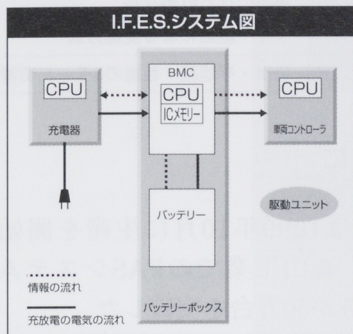 I.F.E.S.システム図
BMC
CPU
CPU
CPU
ICメモリー
充電器
車両コントローラ
バッテリー
駆動ユニット
情報の流れ
バッテリーボックス
充放電の電気の流れ